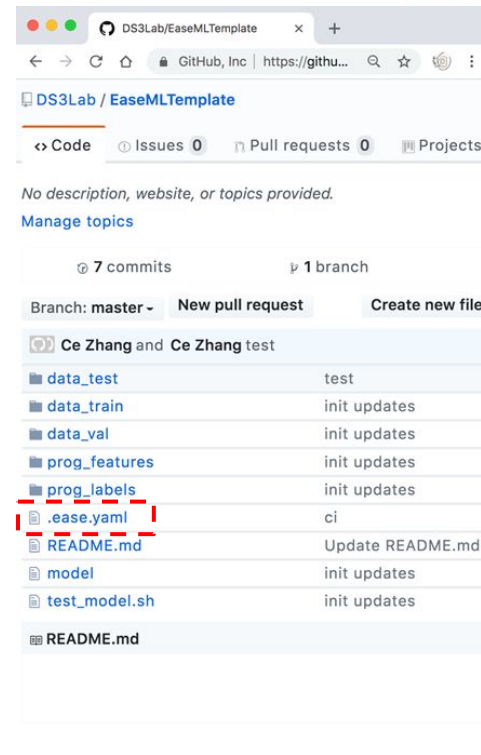 DS3Lab/EaseMLTemplate × +
GitHub, Inc | https://githu...
DS3Lab / EaseMLTemplate
Code Issues 0 Pull requests 0 Projects
No description, website, or topics provided.
Manage topics
7 commits 1 branch
Branch: master New pull request Create new file
Ce Zhang and Ce Zhang test
data_test test
data_train init updates
data_val init updates
prog_features init updates
prog_labels init updates
.ease.yaml ci
README.md Update README.md
model init updates
test_model.sh init updates
README.md